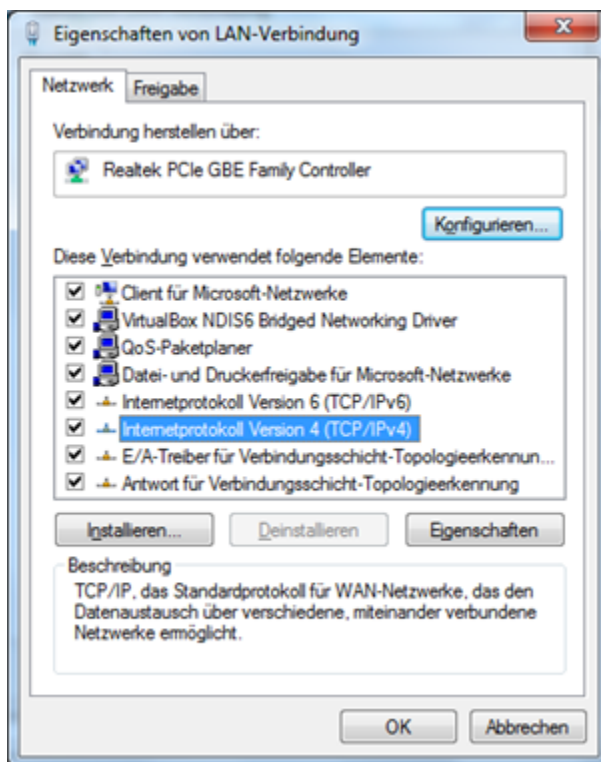 Eigenschaften von LAN-Verbindung
Netzwerk
Freigabe
Verbindung herstellen über:
Realtek PCIe GBE Family Controller
Konfigurieren...
Diese Verbindung verwendet folgende Elemente:
Client für Microsoft-Netzwerke
VirtualBox NDIS6 Bridged Networking Driver
QoS-Paketplaner
Datei- und Druckerfreigabe für Microsoft-Netzwerke
Internetprotokoll Version 6 (TCP/IPv6)
Internetprotokoll Version 4 (TCP/IPv4)
E/A-Treiber für Verbindungsschicht-Topologieerkennun...
Antwort für Verbindungsschicht-Topologieerkennung
Installieren...
Deinstallieren
Eigenschaften
Beschreibung
TCP/IP, das Standardprotokoll für WAN-Netzwerke, das den
Datenaustausch über verschiedene, miteinander verbundene
Netzwerke ermöglicht.
OK
Abbrechen